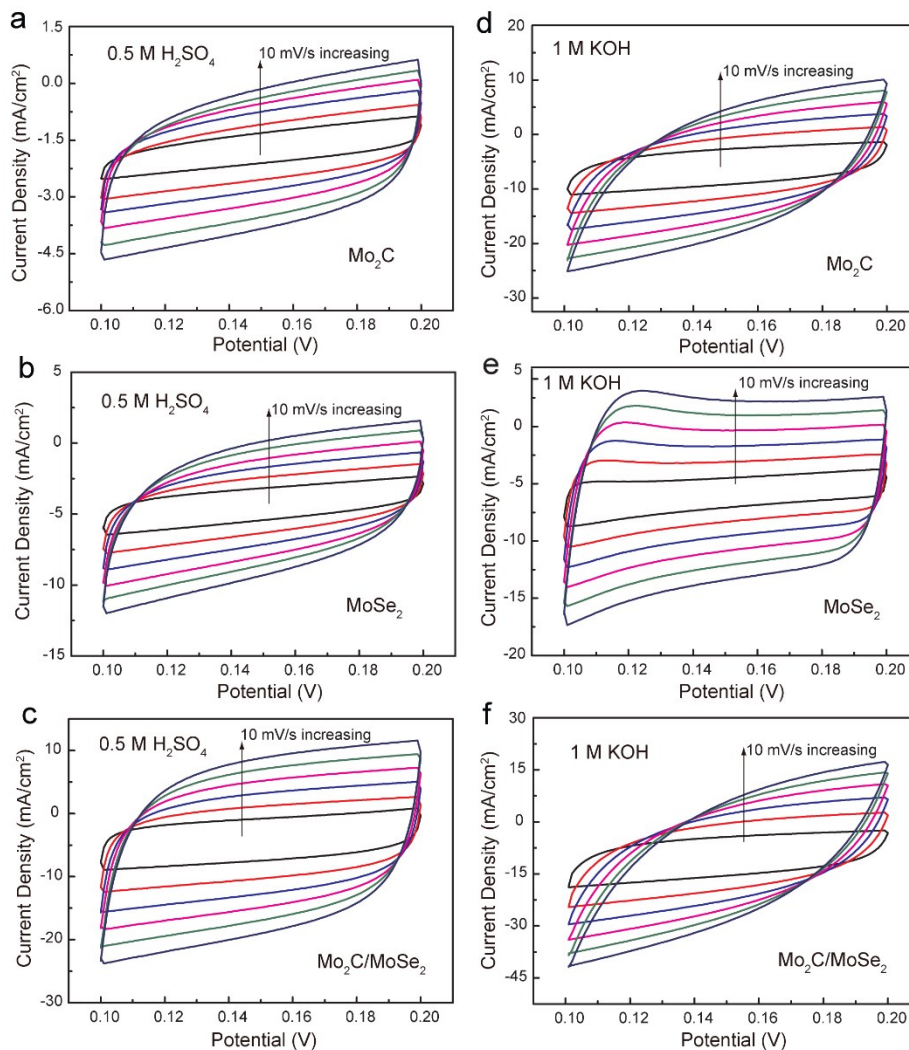 a
0.5 M H₂SO₄
10 mV/s increasing
Mo₂C
Current Density (mA/cm²)
1.5
0.0
-1.5
-3.0
-4.5
-6.0
0.10 0.12 0.14 0.16 0.18 0.20
Potential (V)
d
1 M KOH
10 mV/s increasing
Mo₂C
Current Density (mA/cm²)
20
10
0
-10
-20
-30
0.10 0.12 0.14 0.16 0.18 0.20
Potential (V)
b
0.5 M H₂SO₄
10 mV/s increasing
MoSe₂
Current Density (mA/cm²)
5
0
-5
-10
-15
0.10 0.12 0.14 0.16 0.18 0.20
Potential (V)
e
1 M KOH
10 mV/s increasing
MoSe₂
Current Density (mA/cm²)
5
0
-5
-10
-15
-20
0.10 0.12 0.14 0.16 0.18 0.20
Potential (V)
c
0.5 M H₂SO₄
10 mV/s increasing
Mo₂C/MoSe₂
Current Density (mA/cm²)
10
0
-10
-20
-30
0.10 0.12 0.14 0.16 0.18 0.20
Potential (V)
f
1 M KOH
10 mV/s increasing
Mo₂C/MoSe₂
Current Density (mA/cm²)
30
15
0
-15
-30
-45
0.10 0.12 0.14 0.16 0.18 0.20
Potential (V)